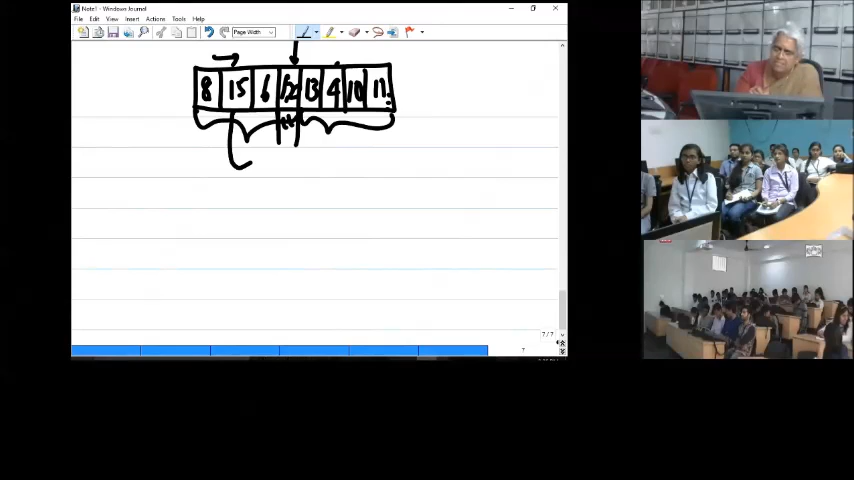 Note1 - Windows Journal
File Edit View Insert Actions Tools Help
Page Width
8 15 6 12 13 4 10 11
7 / 7